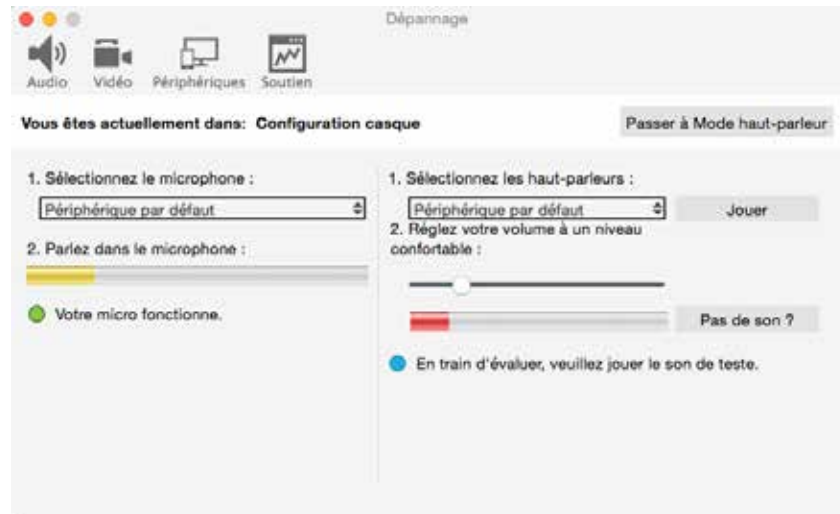 Dépannage
Audio Vidéo Périphériques Soutien
Vous êtes actuellement dans: Configuration casque
Passer à Mode haut-parleur
1. Sélectionnez le microphone :
Périphérique par défaut
2. Parlez dans le microphone :
Votre micro fonctionne.
1. Sélectionnez les haut-parleurs :
Périphérique par défaut
Jouer
2. Réglez votre volume à un niveau
confortable :
Pas de son ?
En train d'évaluer, veuillez jouer le son de teste.